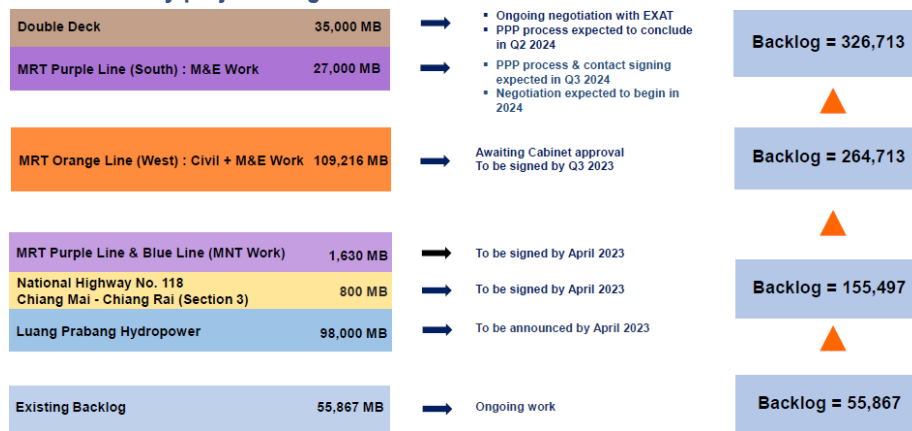 Double Deck 35,000 MB
Ongoing negotiation with EXAT
PPP process expected to conclude
in Q2 2024
Backlog = 326,713
MRT Purple Line (South) : M&E Work 27,000 MB
PPP process & contact signing
expected in Q3 2024
Negotiation expected to begin in
2024
MRT Orange Line (West) : Civil + M&E Work 109,216 MB
Awaiting Cabinet approval
To be signed by Q3 2023
Backlog = 264,713
MRT Purple Line & Blue Line (MNT Work) 1,630 MB
To be signed by April 2023
National Highway No. 118
Chiang Mai - Chiang Rai (Section 3)
800 MB
To be signed by April 2023
Backlog = 155,497
Luang Prabang Hydropower 98,000 MB
To be announced by April 2023
Existing Backlog 55,867 MB
Ongoing work
Backlog = 55,867